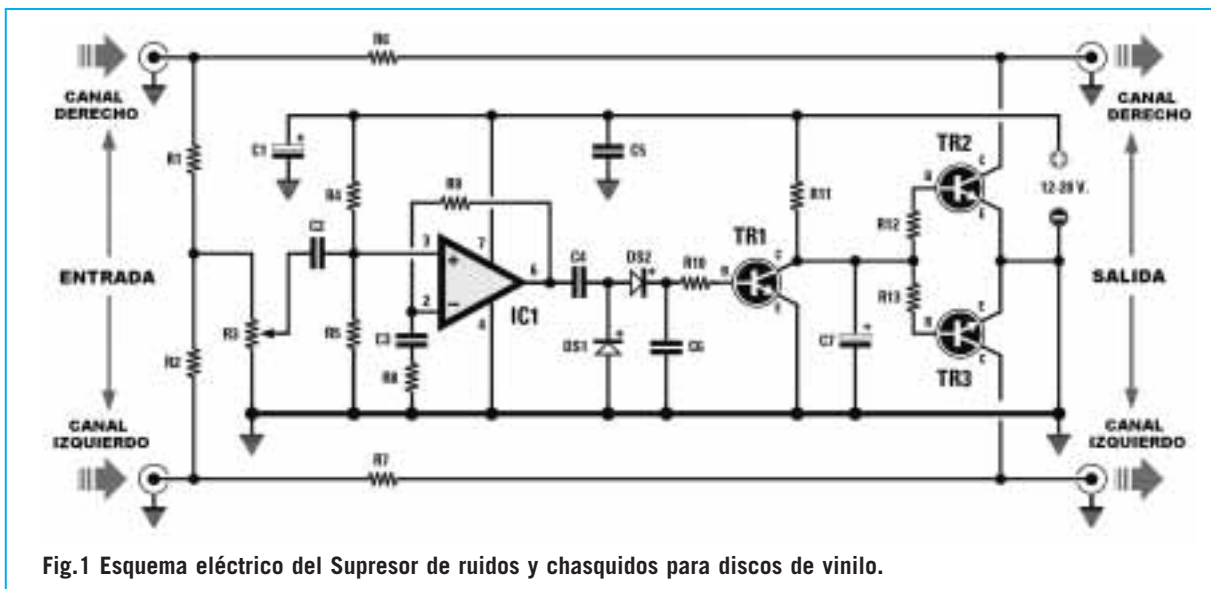 R6
CANAL
DERECHO
CANAL
DERECHO
R1
C1
+
R4
C5
R11
TR2
B
C
E
12-28 V.
C2
R9
R12
ENTRADA
3
7
+
2
-
6
4
IC1
C4
DS2
+
R10
TR1
B
C
E
R13
SALIDA
R3
R5
C3
R8
DS1
+
C6
C7
+
B
E
C
TR3
R2
CANAL
IZQUIERDO
CANAL
IZQUIERDO
R7
Fig.1 Esquema eléctrico del Supresor de ruidos y chasquidos para discos de vinilo.